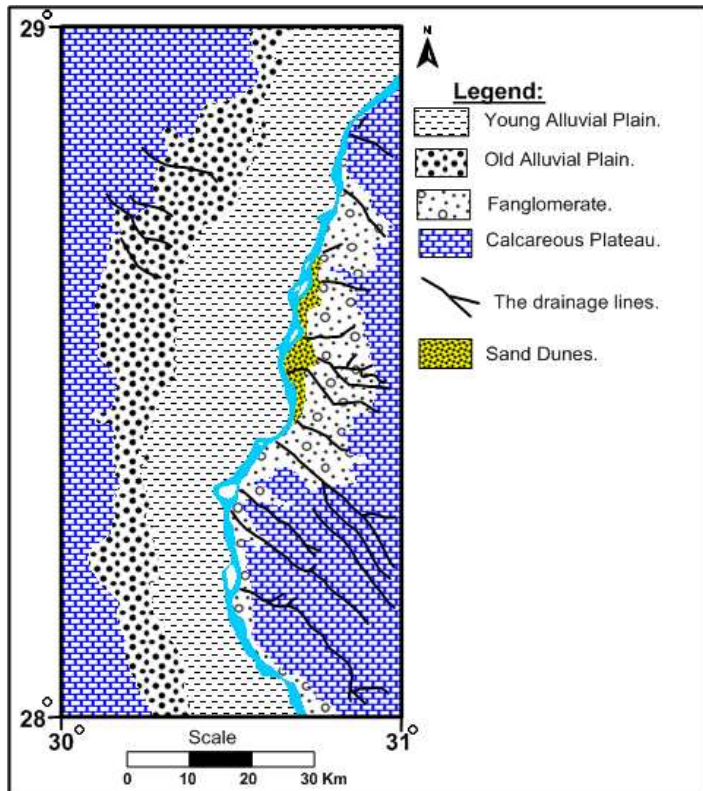 29°
N
Legend:
Young Alluvial Plain.
Old Alluvial Plain.
Fanglomerate.
Calcareous Plateau.
The drainage lines.
Sand Dunes.
28°
30°
31°
Scale
0 10 20 30 Km